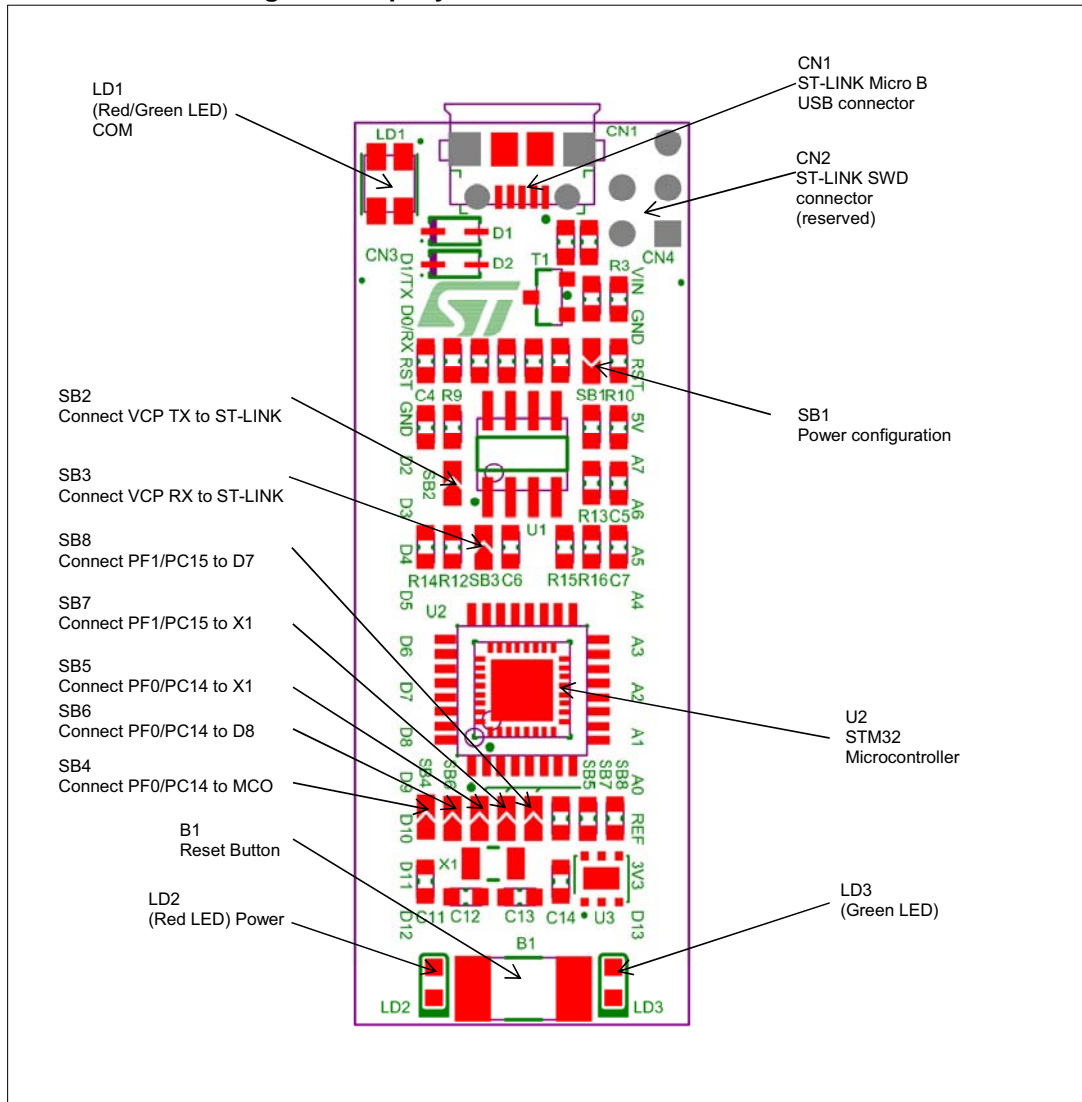 LD1
(Red/Green LED)
COM
CN1
ST-LINK Micro B
USB connector
CN2
ST-LINK SWD
connector
(reserved)
SB2
Connect VCP TX to ST-LINK
SB3
Connect VCP RX to ST-LINK
SB8
Connect PF1/PC15 to D7
SB7
Connect PF1/PC15 to X1
SB5
Connect PF0/PC14 to X1
SB6
Connect PF0/PC14 to D8
SB4
Connect PF0/PC14 to MCO
B1
Reset Button
LD2
(Red LED) Power
SB1
Power configuration
U2
STM32
Microcontroller
LD3
(Green LED)
LD1
CN1
D1
CN3
D2
T1
R3
CN4
D1/TX
D0/RX
RST
GND
D2
D3
D4
D5
D6
D7
D8
D9
D10
D11
D12
VIN
GND
RST
5V
A7
A6
A5
A4
A3
A2
A1
A0
REF
3V3
D13
ST
C4 R9
SB1 R10
SB2
U1
R13 C5
R14 R12 SB3 C6
R15 R16 C7
U2
SB4
SB6
SB5
SB7
SB8
X1
C11 C12 C13 C14 U3
B1
LD2
LD3